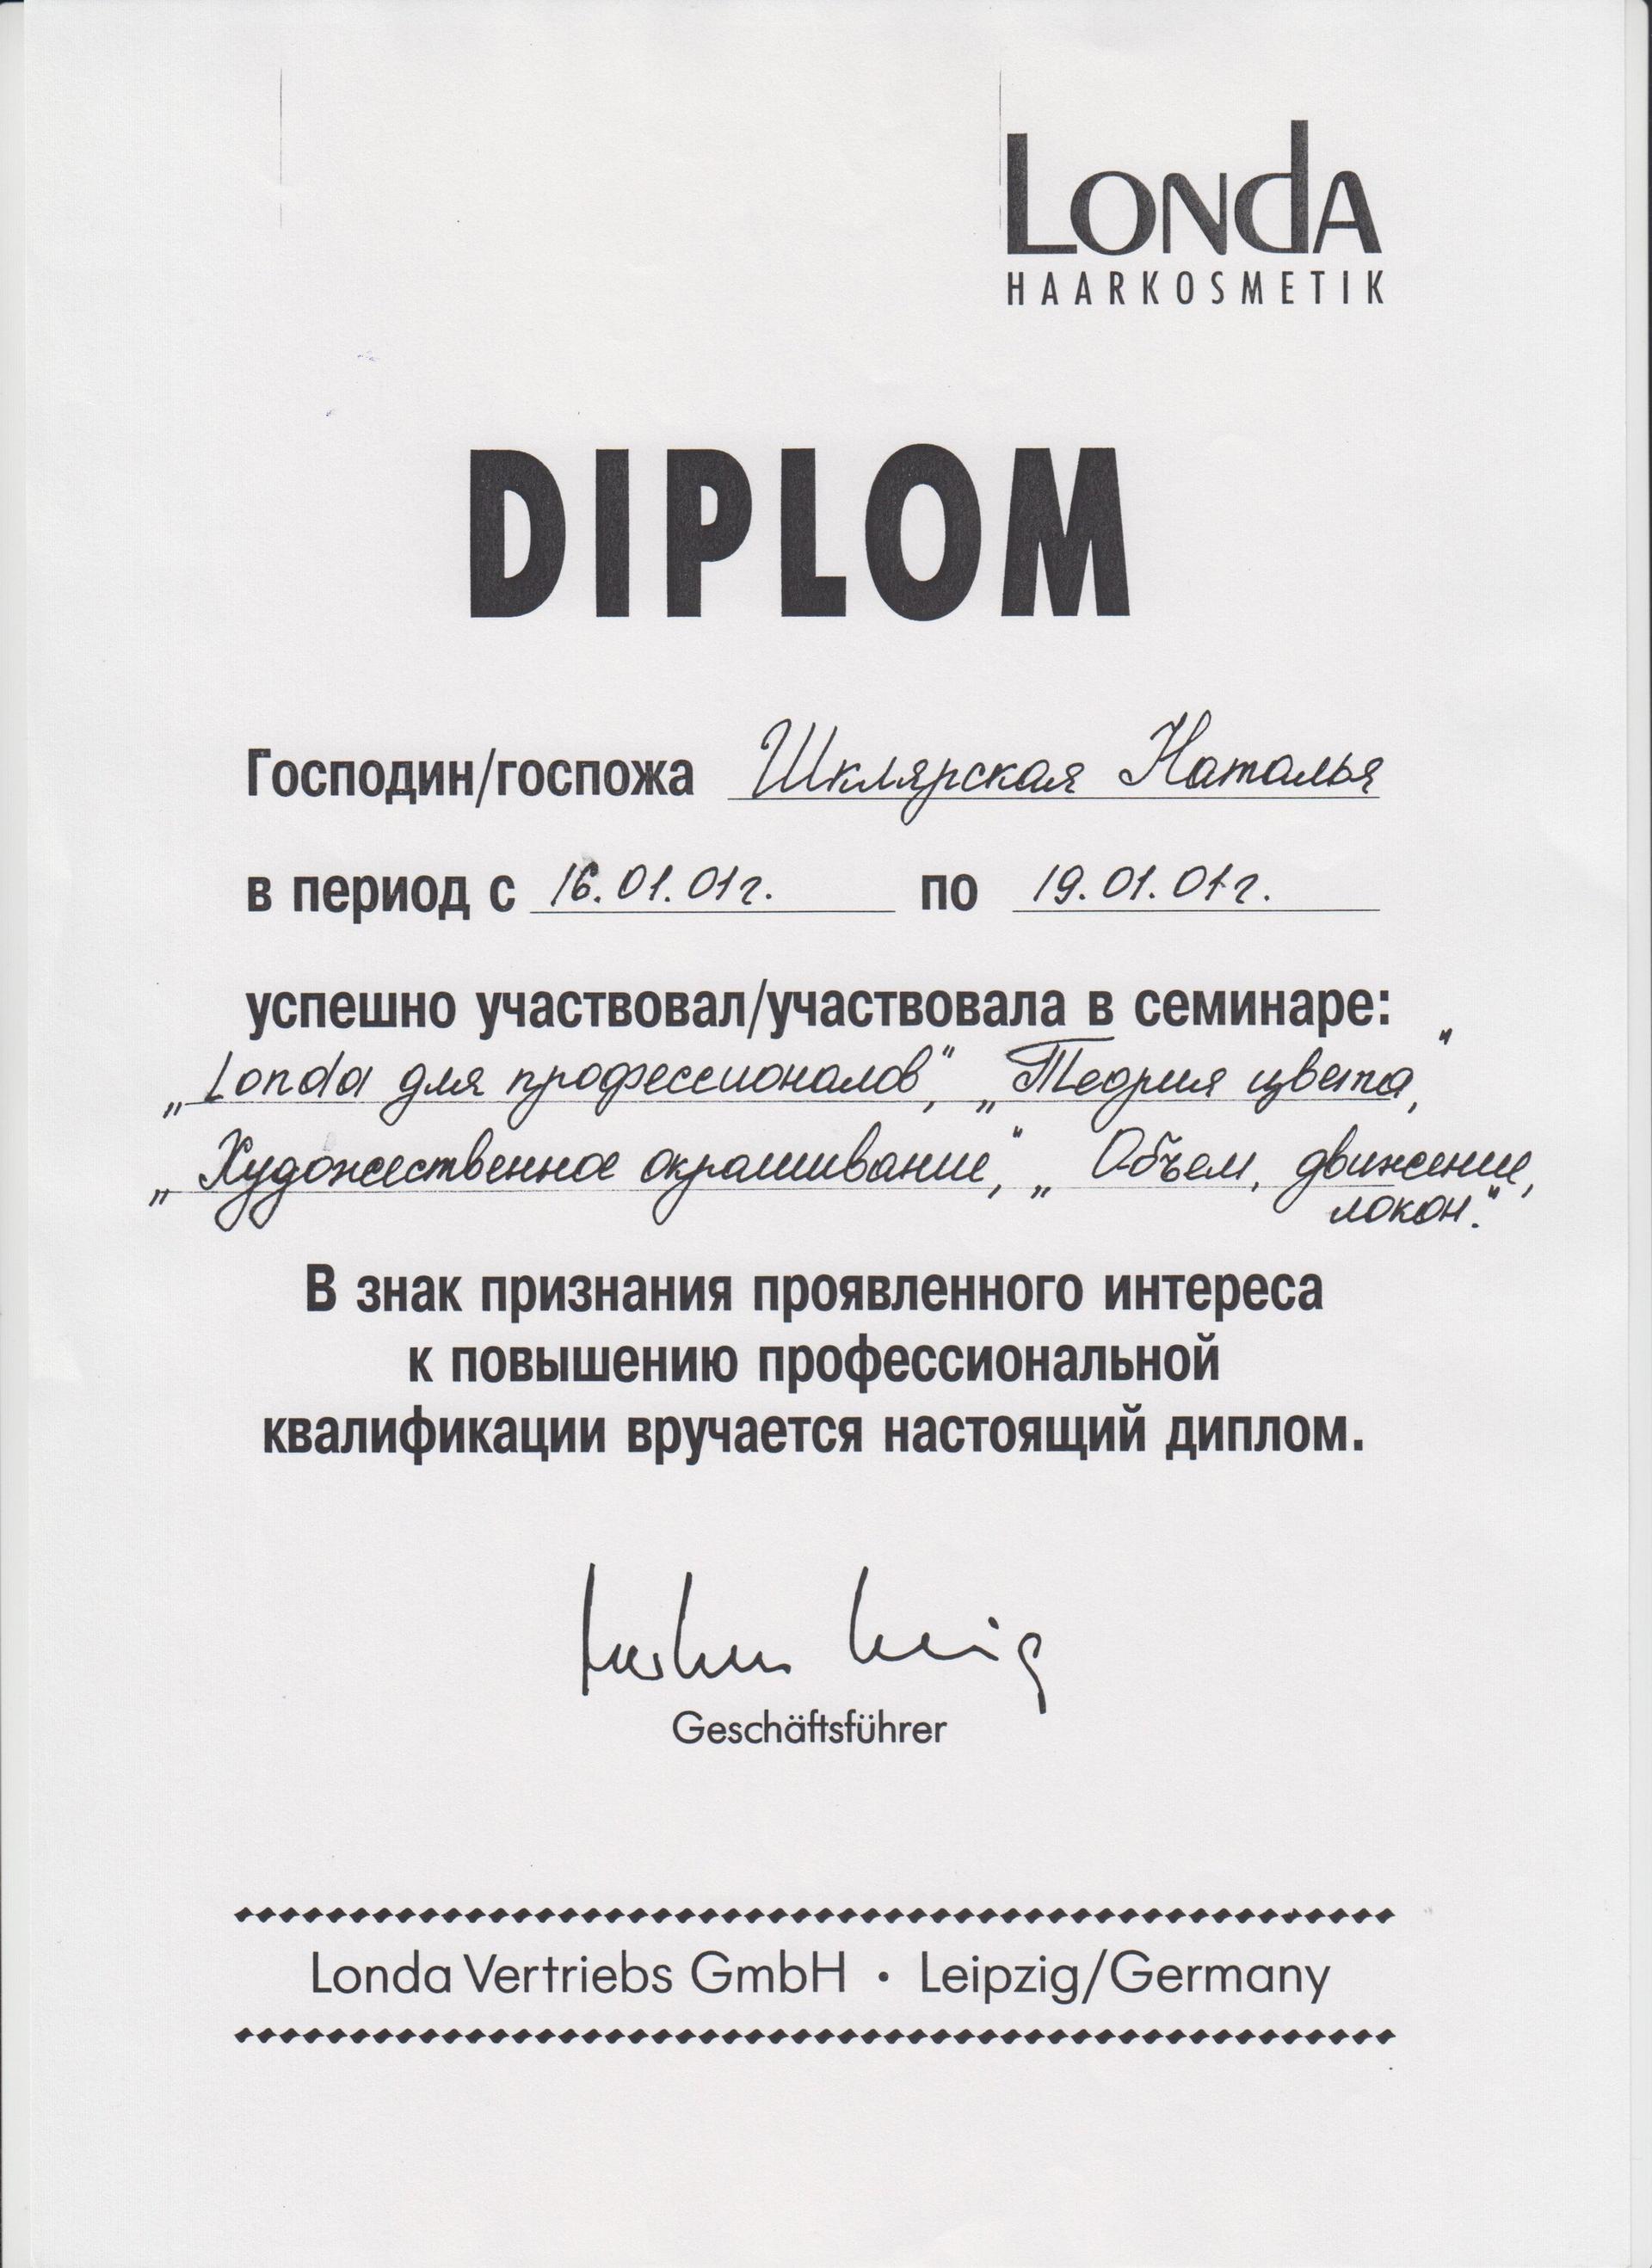 LONDA
HAARKOSMETIK
DIPLOM
Господин/госпожа Шклярская Наталья
в период с 16.01.01г. по 19.01.01г.
успешно участвовал/участвовала в семинаре:
„Londa для профессионалов“, „Теория цвета“,
„Художественное окрашивание“, „Объем, движение,
локон.“
В знак признания проявленного интереса
к повышению профессиональной
квалификации вручается настоящий диплом.
Geschäftsführer
Londa Vertriebs GmbH • Leipzig/Germany